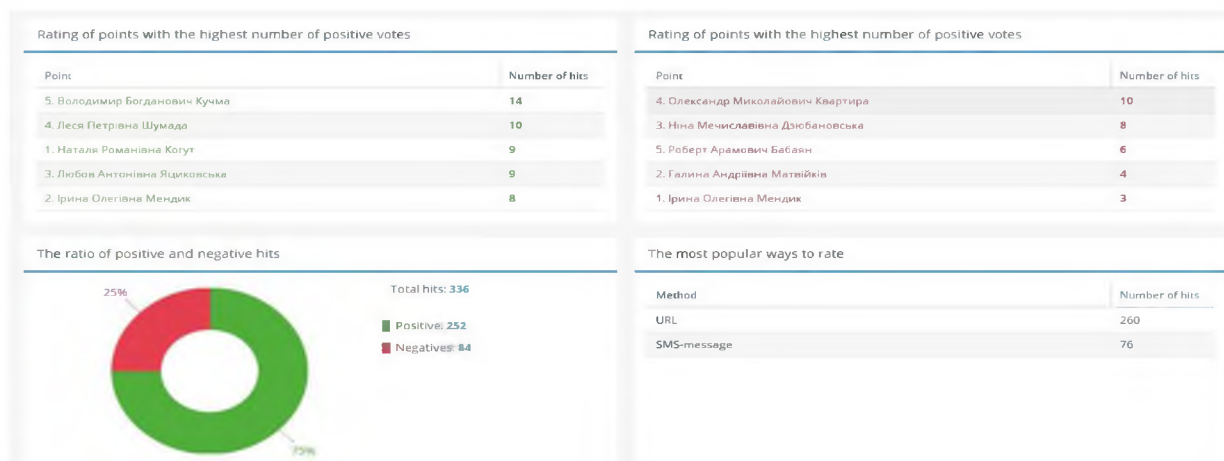 Rating of points with the highest number of positive votes
Point Number of hits
5. Володимир Богданович Кучма 14
4. Леся Петрівна Шумада 10
1. Наталя Романівна Когут 9
3. Любов Антонівна Яциковська 9
2. Ірина Олегівна Мендик 8
Rating of points with the highest number of positive votes
Point Number of hits
4. Олександр Миколайович Квартира 10
3. Ніна Мечиславівна Дзюбановська 8
5. Роберт Арамович Бабаян 6
2. Галина Андріївна Матвійків 4
1. Ірина Олегівна Мендик 3
The ratio of positive and negative hits
25%
Total hits: 336
Positive: 252
Negatives: 84
75%
The most popular ways to rate
Method Number of hits
URL 260
SMS-message 76